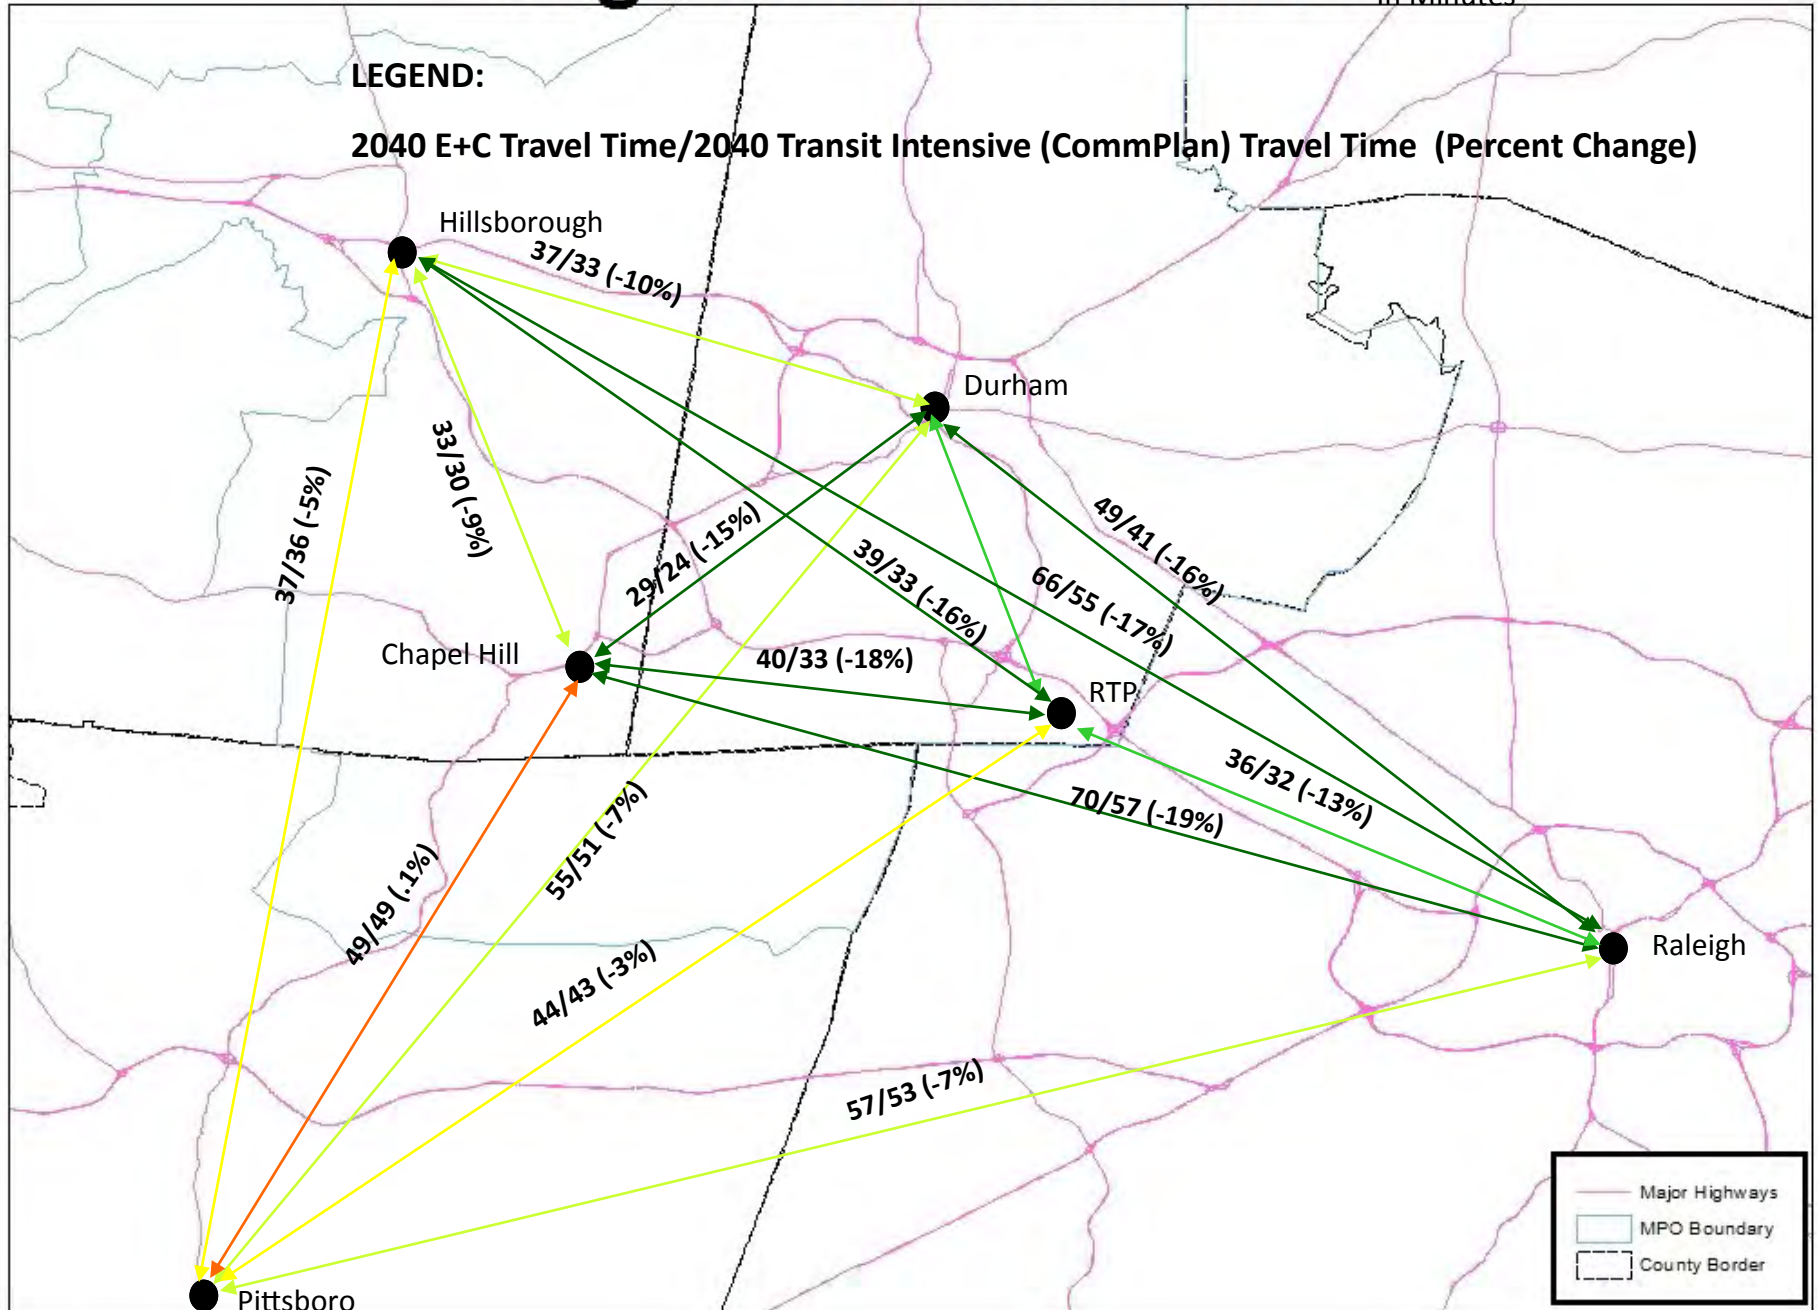 in Minutes
LEGEND:
2040 E+C Travel Time/2040 Transit Intensive (CommPlan) Travel Time (Percent Change)
Hillsborough
37/33 (-10%)
Durham
33/30 (-9%)
37/36 (-5%)
29/24 (-15%)
49/41 (-16%)
39/33 (-16%)
66/55 (-17%)
Chapel Hill
40/33 (-18%)
RTP
36/32 (-13%)
70/57 (-19%)
55/51 (-7%)
49/49 (.1%)
44/43 (-3%)
Raleigh
57/53 (-7%)
Pittsboro
Major Highways
MPO Boundary
County Border